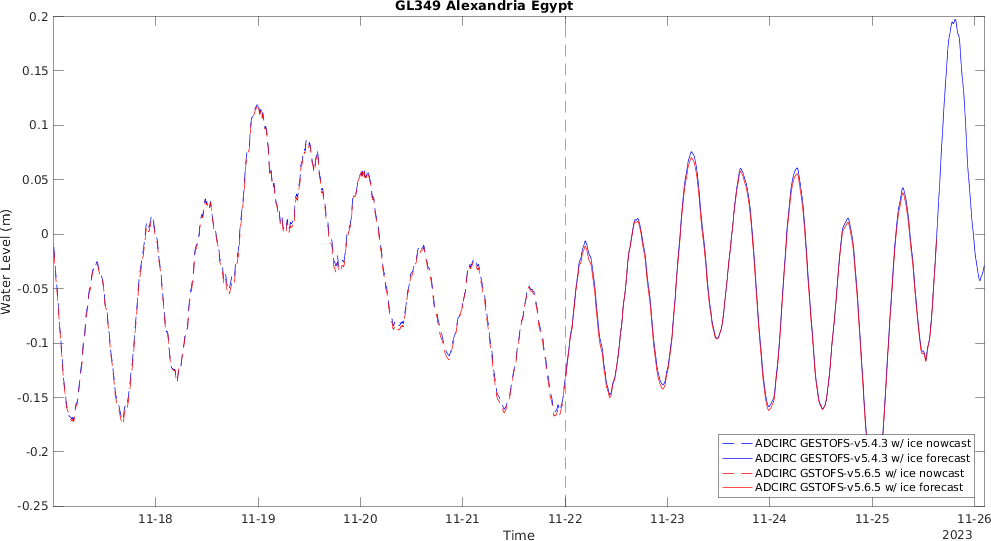 GL349 Alexandria Egypt
0.2
0.15
0.1
0.05
0
-0.05
-0.1
-0.15
-0.2
-0.25
Water Level (m)
ADCIRC GESTOFS-v5.4.3 w/ ice nowcast
ADCIRC GESTOFS-v5.4.3 w/ ice forecast
ADCIRC GSTOFS-v5.6.5 w/ ice nowcast
ADCIRC GSTOFS-v5.6.5 w/ ice forecast
11-18 11-19 11-20 11-21 11-22 11-23 11-24 11-25 11-26
Time
2023